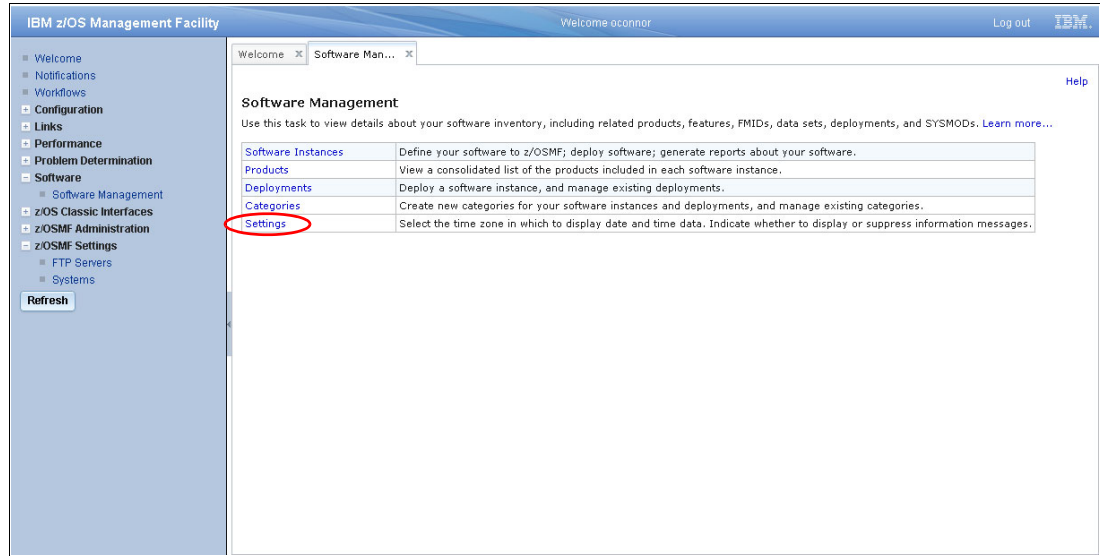 IBM z/OS Management Facility
Welcome oconnor
Log out
IBM.
Welcome
Notifications
Workflows
Configuration
Links
Performance
Problem Determination
Software
Software Management
z/OS Classic Interfaces
z/OSMF Administration
z/OSMF Settings
FTP Servers
Systems
Refresh
Welcome
Software Man...
Help
Software Management
Use this task to view details about your software inventory, including related products, features, FMIDs, data sets, deployments, and SYSMODs. Learn more...
Software Instances Define your software to z/OSMF; deploy software; generate reports about your software.
Products View a consolidated list of the products included in each software instance.
Deployments Deploy a software instance, and manage existing deployments.
Categories Create new categories for your software instances and deployments, and manage existing categories.
Settings Select the time zone in which to display date and time data. Indicate whether to display or suppress information messages.